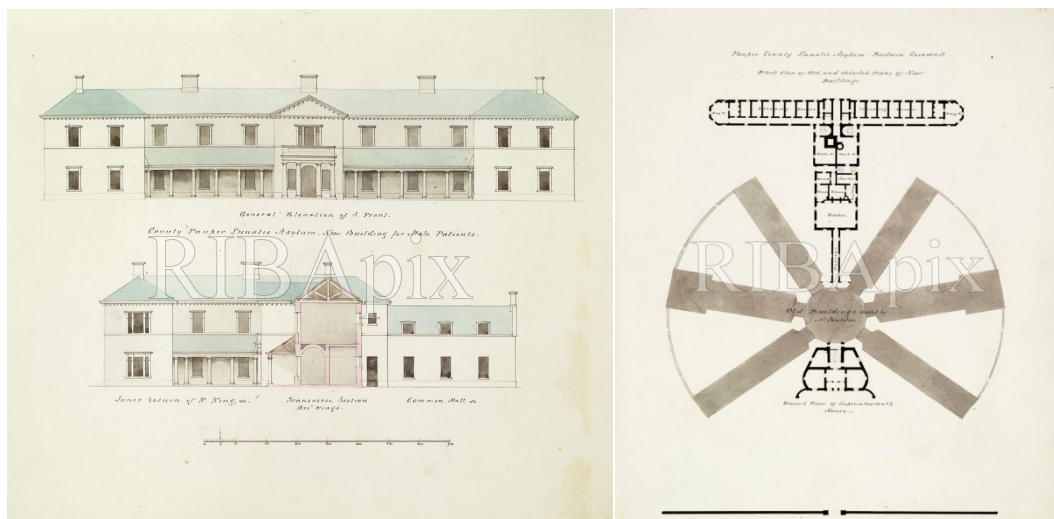 General Elevation of S. Front.
County Pauper Lunatic Asylum. New Building for Male Patients.
RIBApix
Inner return of N. Wing, &c.
Transverse Section
thro' Wings.
Common Hall &c.
Pauper County Lunatic Asylum. Bodmin Cornwall.
Block Plan of Old, and detailed Plans of New
Buildings.
Kitchen
RIBApix
Old Buildings
Ground Floor of Superintendent's
House.